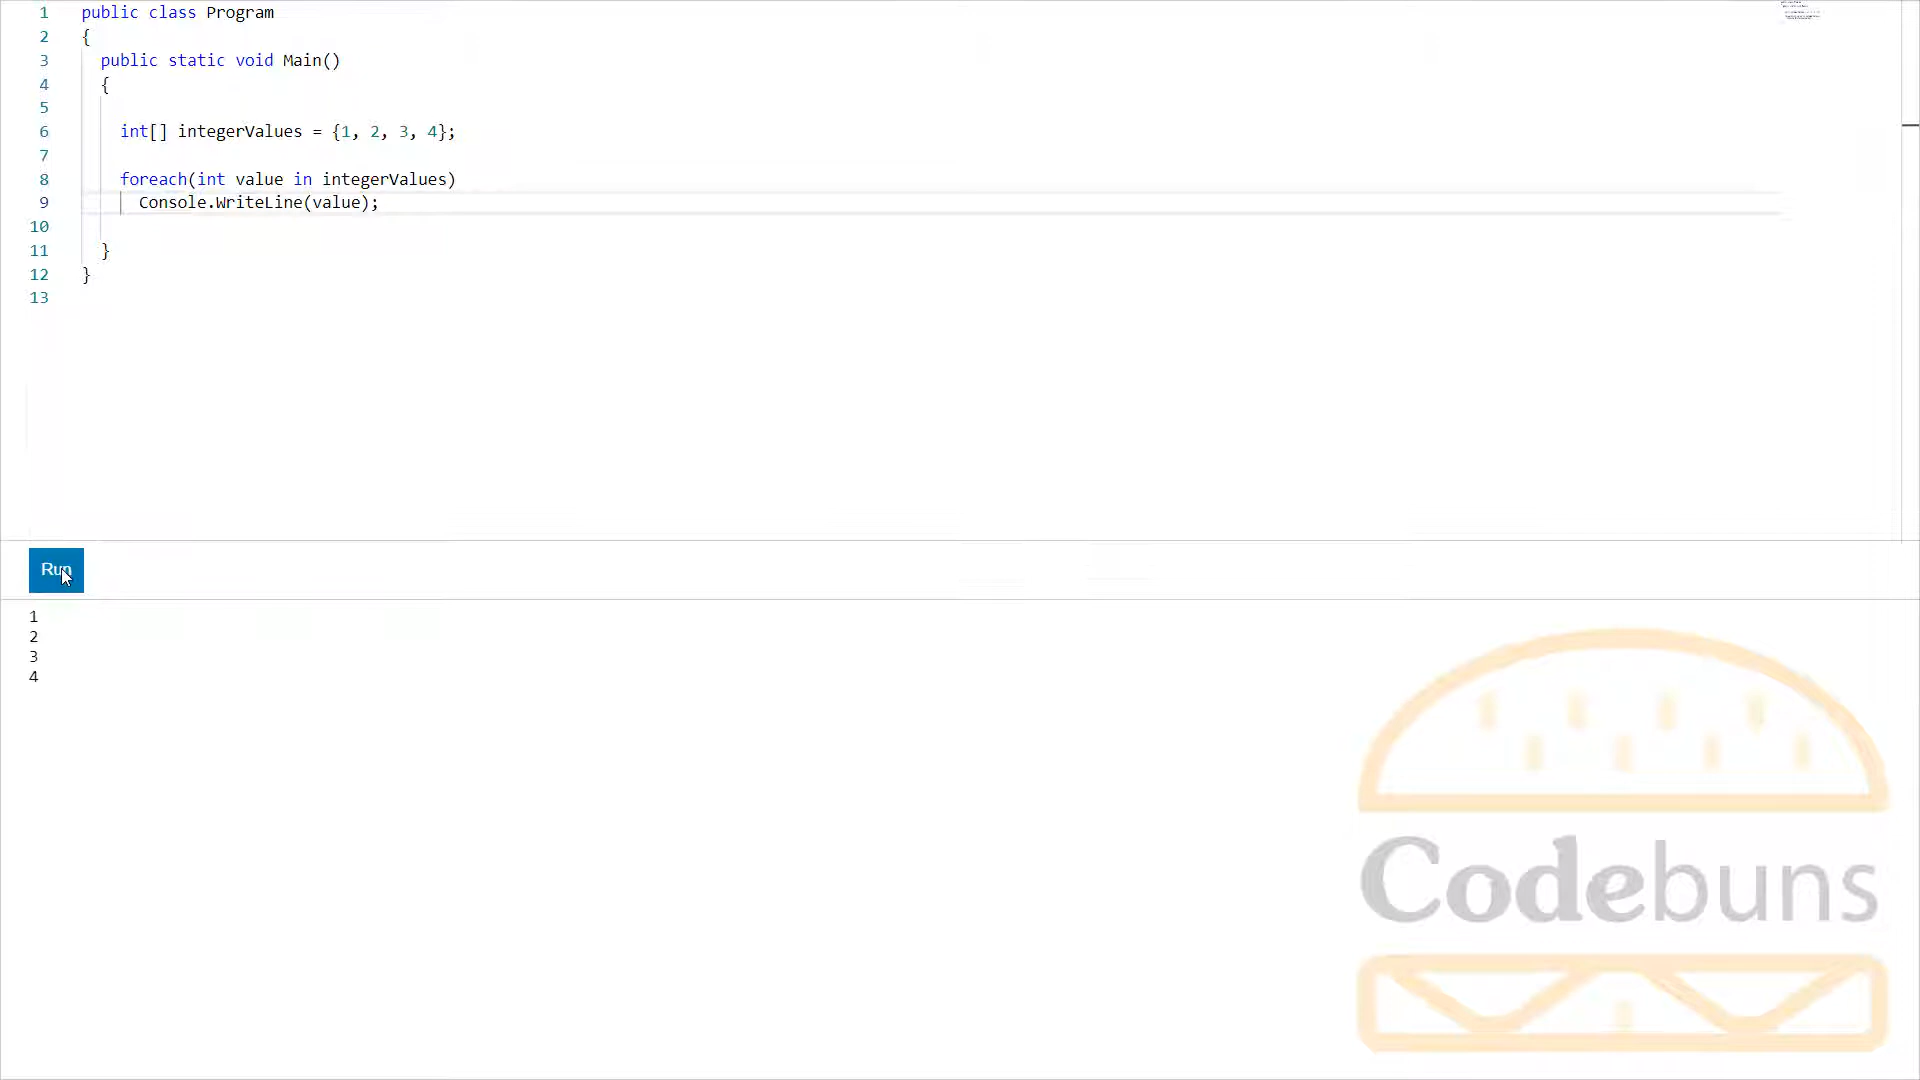 1 public class Program
2 {
3 public static void Main()
4 {
5
6 int[] integerValues = {1, 2, 3, 4};
7
8 foreach(int value in integerValues)
9 Console.WriteLine(value);
10
11 }
12 }
13
Run
1
2
3
4
Codebuns